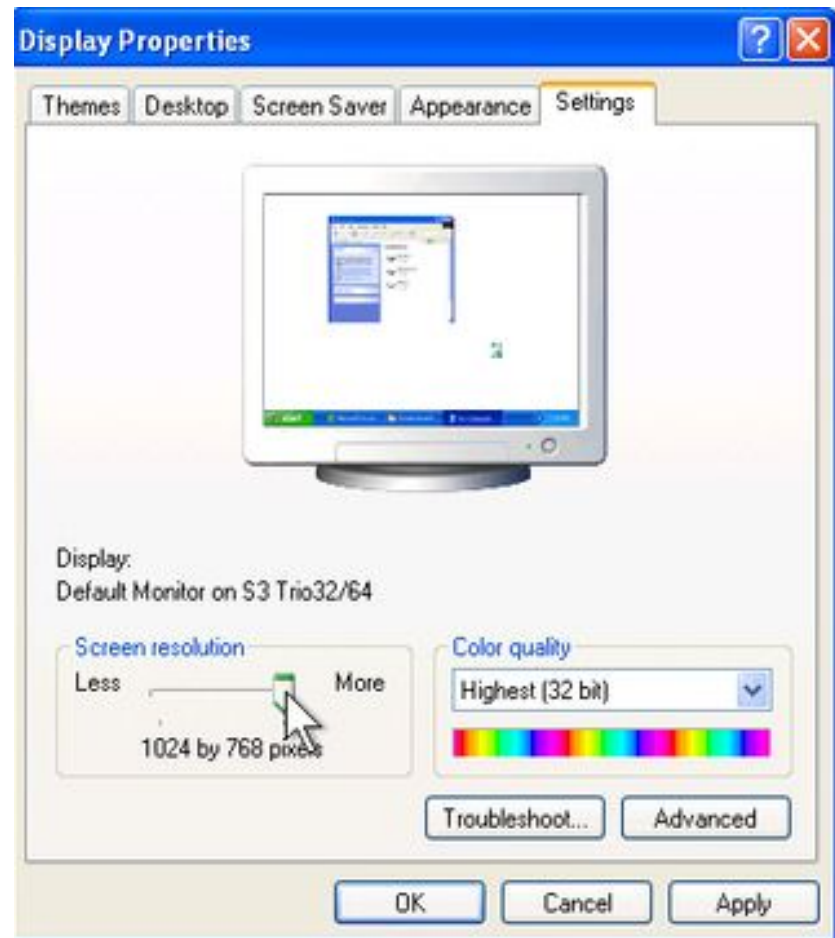 Display Properties
Themes Desktop Screen Saver Appearance Settings
Display:
Default Monitor on S3 Trio32/64
Screen resolution
Less More
1024 by 768 pixels
Color quality
Highest (32 bit)
Troubleshoot... Advanced
OK Cancel Apply